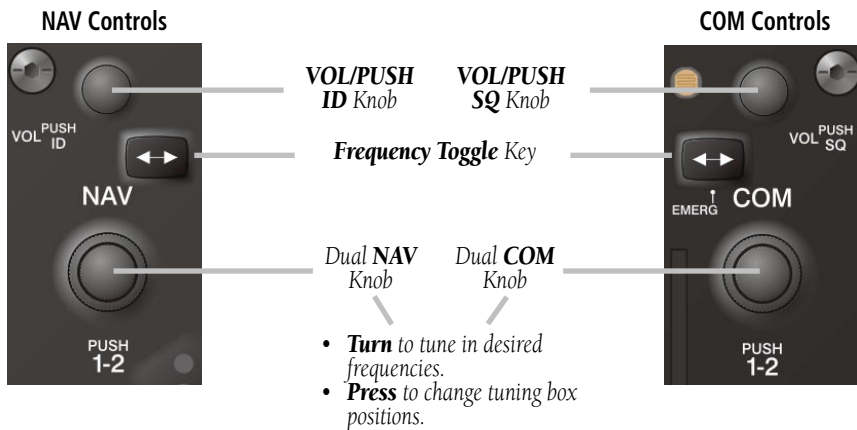 NAV Controls
COM Controls
VOL/PUSH
ID Knob
VOL/PUSH
SQ Knob
VOL PUSH
ID
VOL PUSH
SQ
Frequency Toggle Key
NAV
EMERG
COM
Dual NAV
Knob
Dual COM
Knob
PUSH
1-2
PUSH
1-2
• Turn to tune in desired
frequencies.
• Press to change tuning box
positions.